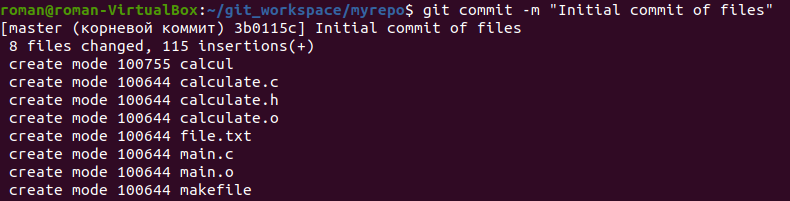 roman@roman-VirtualBox:~/git_workspace/myrepo$ git commit -m "Initial commit of files"
[master (корневой коммит) 3b0115c] Initial commit of files
 8 files changed, 115 insertions(+)
 create mode 100755 calcul
 create mode 100644 calculate.c
 create mode 100644 calculate.h
 create mode 100644 calculate.o
 create mode 100644 file.txt
 create mode 100644 main.c
 create mode 100644 main.o
 create mode 100644 makefile